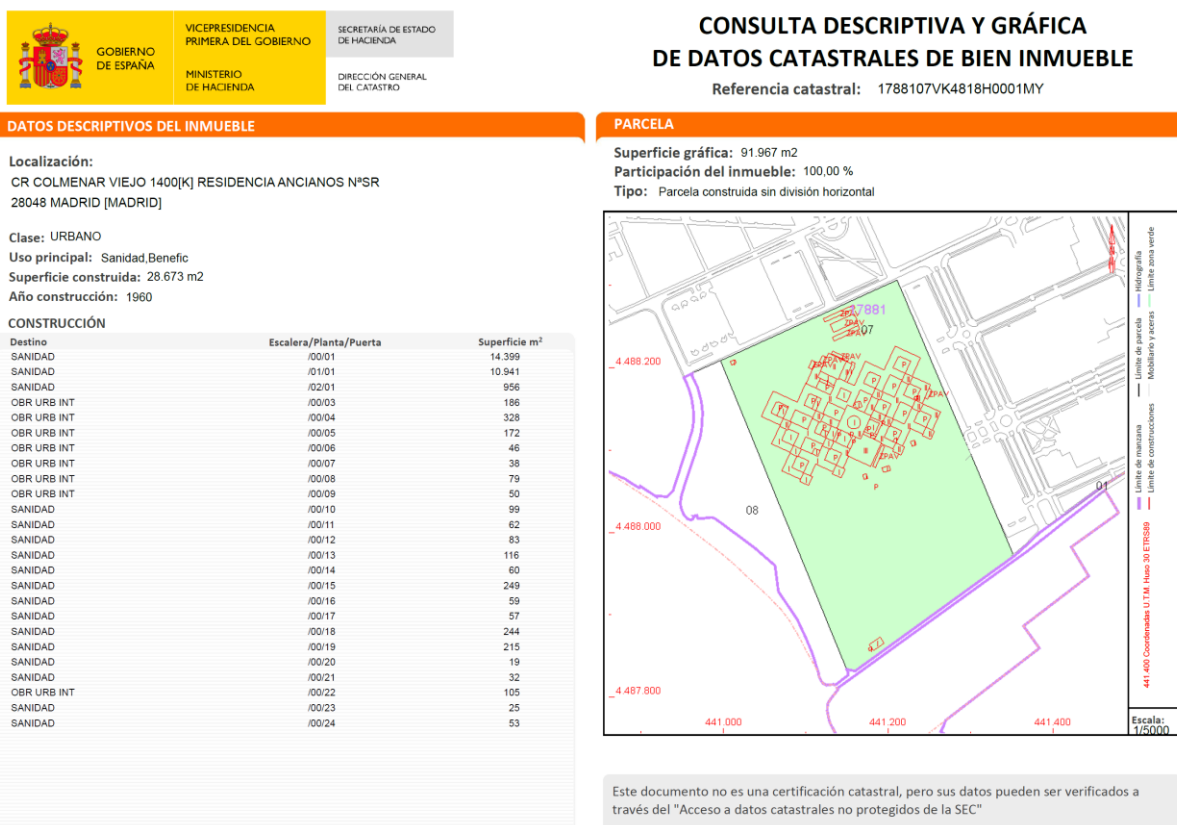 GOBIERNO
DE ESPAÑA
VICEPRESIDENCIA
PRIMERA DEL GOBIERNO
MINISTERIO
DE HACIENDA
SECRETARÍA DE ESTADO
DE HACIENDA
DIRECCIÓN GENERAL
DEL CATASTRO
CONSULTA DESCRIPTIVA Y GRÁFICA
DE DATOS CATASTRALES DE BIEN INMUEBLE
Referencia catastral: 1788107VK4818H0001MY
DATOS DESCRIPTIVOS DEL INMUEBLE
Localización:
CR COLMENAR VIEJO 1400[K] RESIDENCIA ANCIANOS NªSR
28048 MADRID [MADRID]
Clase: URBANO
Uso principal: Sanidad,Benefic
Superficie construida: 28.673 m2
Año construcción: 1960
CONSTRUCCIÓN
Destino Escalera/Planta/Puerta Superficie m²
SANIDAD /00/01 14.399
SANIDAD /01/01 10.941
SANIDAD /02/01 956
OBR URB INT /00/03 186
OBR URB INT /00/04 328
OBR URB INT /00/05 172
OBR URB INT /00/06 46
OBR URB INT /00/07 38
OBR URB INT /00/08 79
OBR URB INT /00/09 50
SANIDAD /00/10 99
SANIDAD /00/11 62
SANIDAD /00/12 83
SANIDAD /00/13 116
SANIDAD /00/14 60
SANIDAD /00/15 249
SANIDAD /00/16 59
SANIDAD /00/17 57
SANIDAD /00/18 244
SANIDAD /00/19 215
SANIDAD /00/20 19
SANIDAD /00/21 32
OBR URB INT /00/22 105
SANIDAD /00/23 25
SANIDAD /00/24 53
PARCELA
Superficie gráfica: 91.967 m2
Participación del inmueble: 100,00 %
Tipo: Parcela construida sin división horizontal
27881
ZPAV
ZPAV
ZPAV
07
4.488.200
ZPAV
ZPAV
ZPAV
01
08
4.488.000
4.487.800
441.000
441.200
441.400
Hidrografía
Límite zona verde
Límite de parcela
Mobiliario y aceras
Límite de manzana
Límite de construcciones
441.400 Coordenadas U.T.M. Huso 30 ETRS89
Escala:
1/5000
Este documento no es una certificación catastral, pero sus datos pueden ser verificados a
través del "Acceso a datos catastrales no protegidos de la SEC"